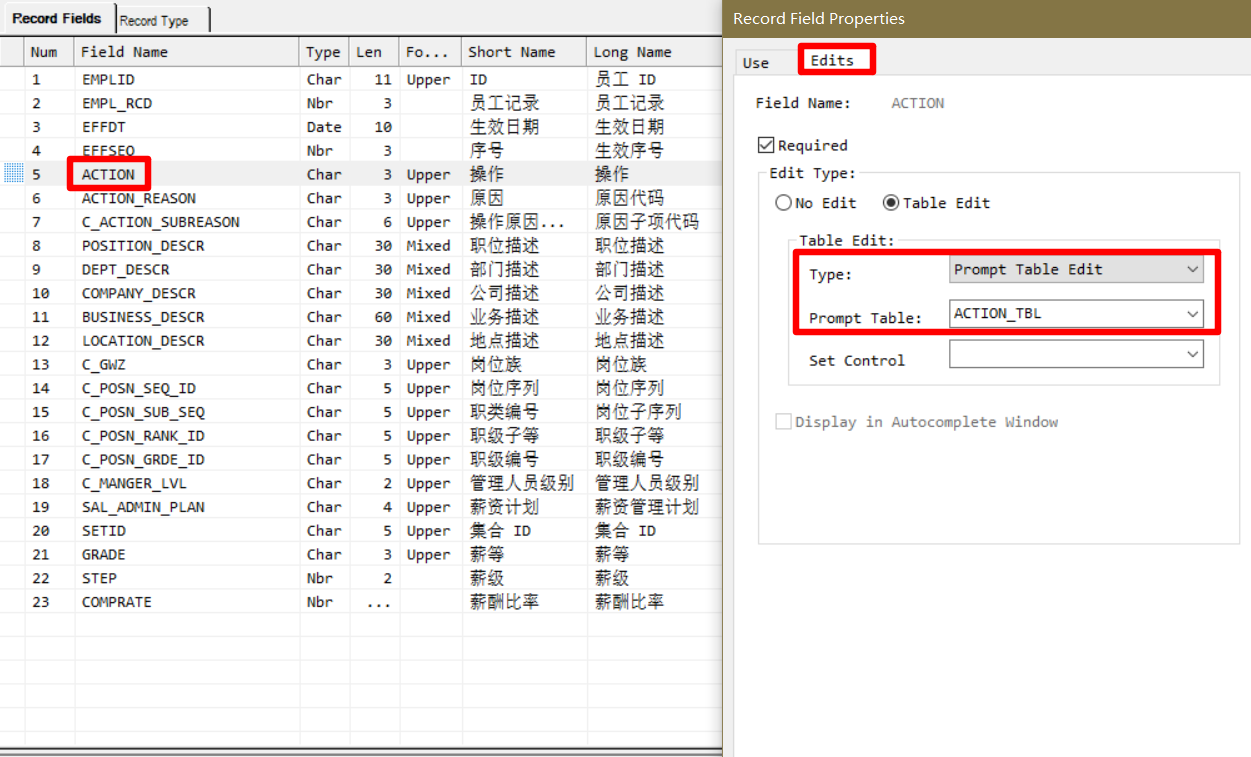 Record Fields Record Type
Num Field Name Type Len Fo... Short Name Long Name
1 EMPLID Char 11 Upper ID 员工 ID
2 EMPL_RCD Nbr 3 员工记录 员工记录
3 EFFDT Date 10 生效日期 生效日期
4 EFFSEQ Nbr 3 序号 生效序号
5 ACTION Char 3 Upper 操作 操作
6 ACTION_REASON Char 3 Upper 原因 原因代码
7 C_ACTION_SUBREASON Char 6 Upper 操作原因... 原因子项代码
8 POSITION_DESCR Char 30 Mixed 职位描述 职位描述
9 DEPT_DESCR Char 30 Mixed 部门描述 部门描述
10 COMPANY_DESCR Char 30 Mixed 公司描述 公司描述
11 BUSINESS_DESCR Char 60 Mixed 业务描述 业务描述
12 LOCATION_DESCR Char 30 Mixed 地点描述 地点描述
13 C_GWZ Char 3 Upper 岗位族 岗位族
14 C_POSN_SEQ_ID Char 5 Upper 岗位序列 岗位序列
15 C_POSN_SUB_SEQ Char 5 Upper 职类编号 岗位子序列
16 C_POSN_RANK_ID Char 5 Upper 职级子等 职级子等
17 C_POSN_GRDE_ID Char 5 Upper 职级编号 职级编号
18 C_MANGER_LVL Char 2 Upper 管理人员级别 管理人员级别
19 SAL_ADMIN_PLAN Char 4 Upper 薪资计划 薪资管理计划
20 SETID Char 5 Upper 集合 ID 集合 ID
21 GRADE Char 3 Upper 薪等 薪等
22 STEP Nbr 2 薪级 薪级
23 COMPRATE Nbr ... 薪酬比率 薪酬比率
Record Field Properties
Use Edits
Field Name: ACTION
Required
Edit Type:
No Edit Table Edit
Table Edit:
Type: Prompt Table Edit
Prompt Table: ACTION_TBL
Set Control
Display in Autocomplete Window